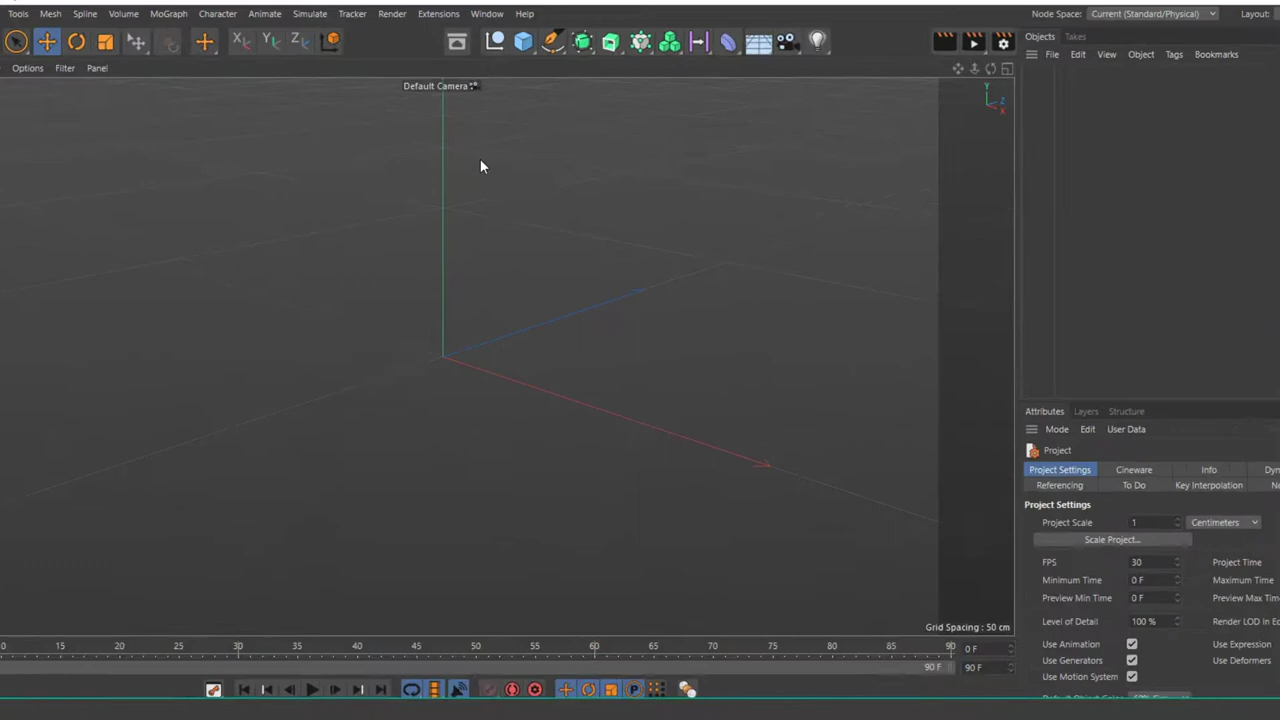 Tools Mesh Spline Volume MoGraph Character Animate Simulate Tracker Render Extensions Window Help Node Space: Current (Standard/Physical) Layout:
X Y Z
Objects Takes
File Edit View Object Tags Bookmarks
Options Filter Panel
Default Camera
Y
Z
X
Attributes Layers Structure
Mode Edit User Data
Project
Project Settings Cineware Info
Referencing To Do Key Interpolation
Project Settings
Project Scale 1 Centimeters
Scale Project...
FPS 30 Project Time
Minimum Time 0 F Maximum Time
Preview Min Time 0 F Preview Max Time
Level of Detail 100 % Render LOD in
Use Animation Use Expression
Use Generators Use Deformers
Use Motion System
Grid Spacing : 50 cm
15 20 25 30 35 40 45 50 55 60 65 70 75 80 85 90 0 F
90 F 90 F
P